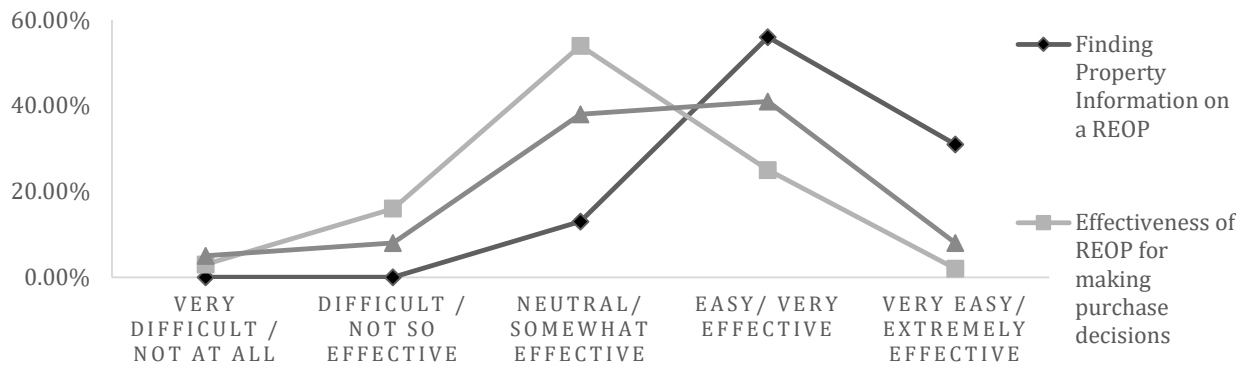 60.00%
40.00%
20.00%
0.00%
VERY
DIFFICULT /
NOT AT ALL
DIFFICULT /
NOT SO
EFFECTIVE
NEUTRAL/
SOMEWHAT
EFFECTIVE
EASY/ VERY
EFFECTIVE
VERY EASY/
EXTREMELY
EFFECTIVE
Finding
Property
Information on
a REOP
Effectiveness of
REOP for
making
purchase
decisions